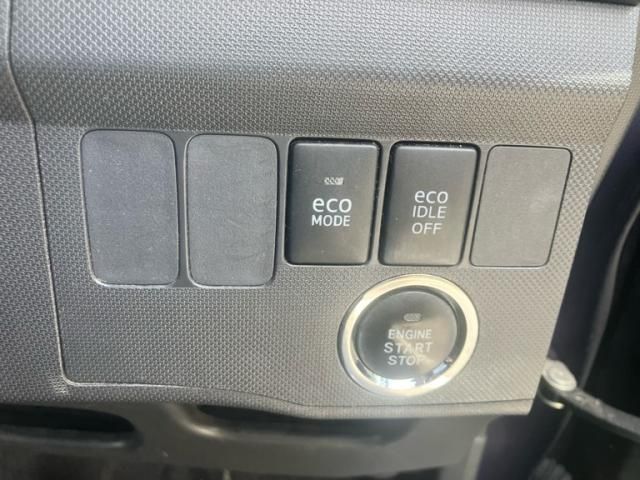 eco
MODE
eco
IDLE
OFF
ENGINE
START
STOP